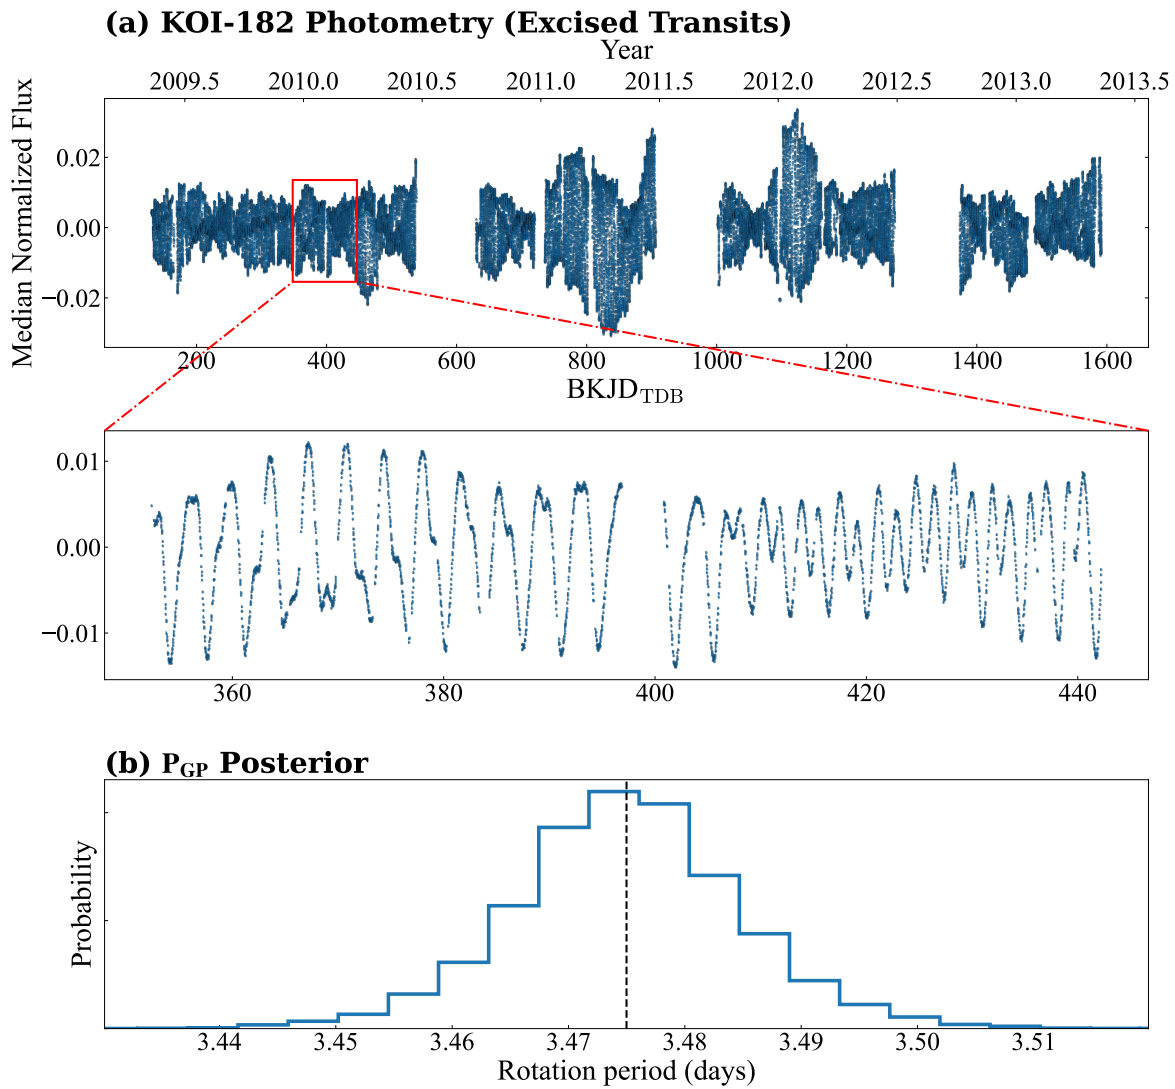 (a) KOI-182 Photometry (Excised Transits)
Year
2009.5 2010.0 2010.5 2011.0 2011.5 2012.0 2012.5 2013.0 2013.5
Median Normalized Flux
0.02
0.00
−0.02
200 400 600 800 1000 1200 1400 1600
BKJD_TDB
0.01
0.00
−0.01
360 380 400 420 440
(b) P_GP Posterior
Probability
3.44 3.45 3.46 3.47 3.48 3.49 3.50 3.51
Rotation period (days)